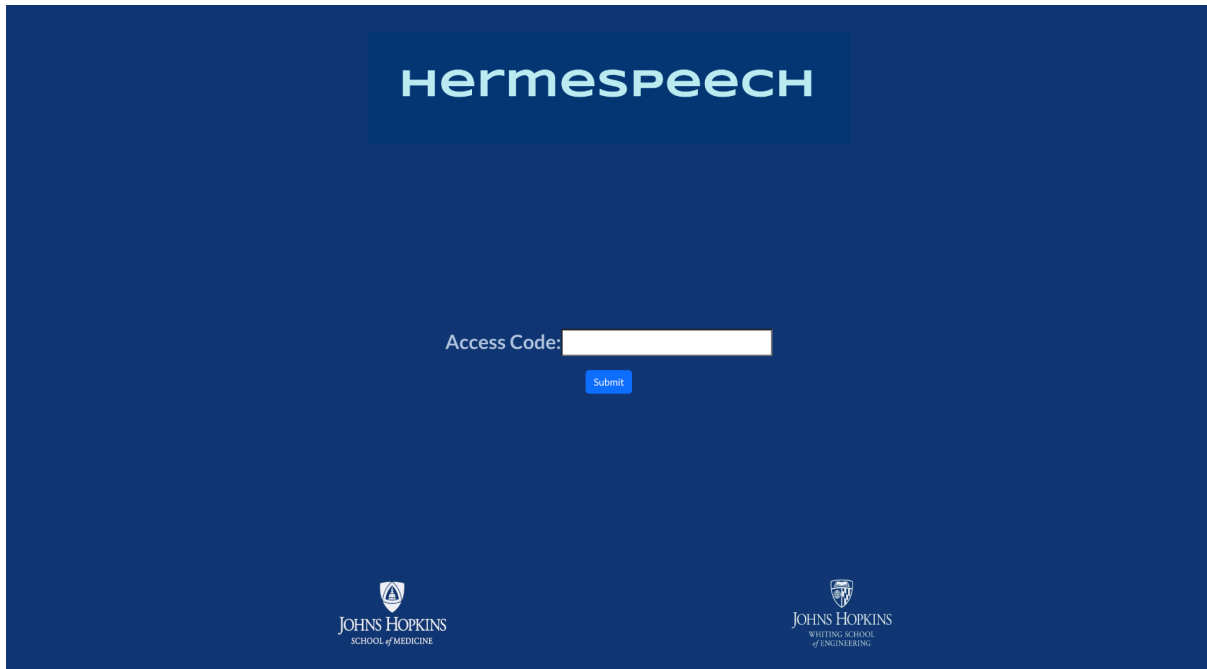 Hermespeech
Access Code:
Submit
JOHNS HOPKINS
SCHOOL of MEDICINE
JOHNS HOPKINS
WHITING SCHOOL
of ENGINEERING